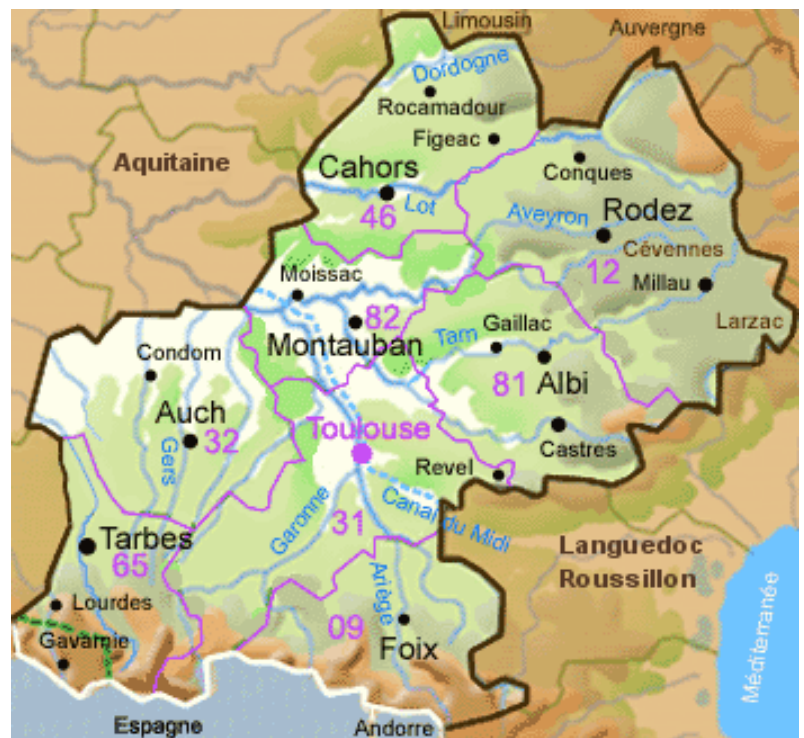 Limousin
Auvergne
Dordogne
Rocamadour
Figeac
Aquitaine
Cahors
Conques
Lot
46
Aveyron
Rodez
Cévennes
12
Moissac
Millau
82
Montauban
Tarn
Gaillac
Larzac
Condom
81
Albi
Auch
32
Toulouse
Castres
Gers
Revel
Garonne
31
Canal du Midi
Tarbes
65
Languedoc
Roussillon
Lourdes
09
Ariège
Foix
Gavarnie
Méditerranée
Espagne
Andorre